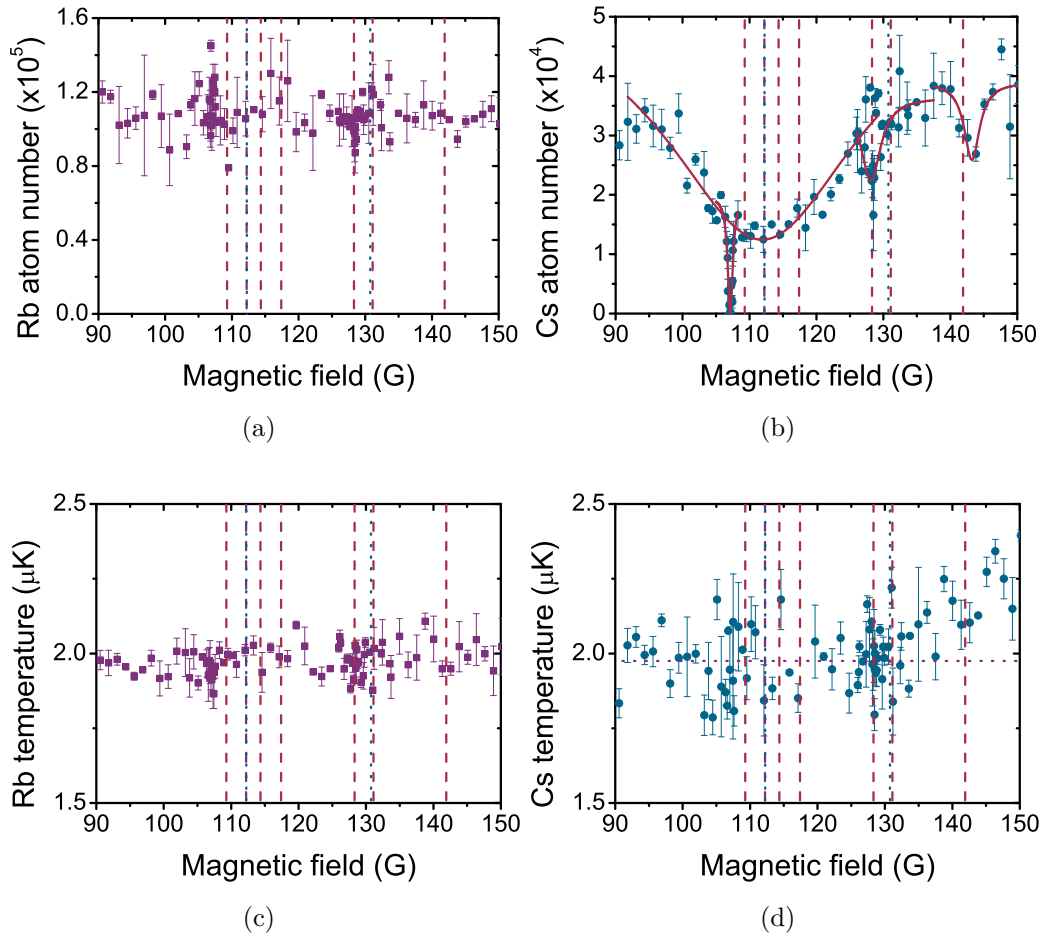 Rb atom number (x10⁵)
1.6
1.2
0.8
0.4
0.0
90 100 110 120 130 140 150
Magnetic field (G)
(a)
Cs atom number (x10⁴)
5
4
3
2
1
0
90 100 110 120 130 140 150
Magnetic field (G)
(b)
Rb temperature (μK)
2.5
2.0
1.5
90 100 110 120 130 140 150
Magnetic field (G)
(c)
Cs temperature (μK)
2.5
2.0
1.5
90 100 110 120 130 140 150
Magnetic field (G)
(d)